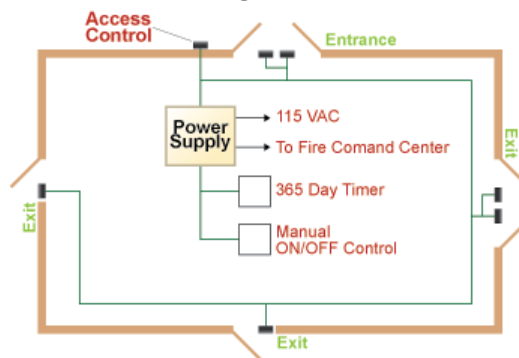 Access
Control
Entrance
Power
Supply
115 VAC
To Fire Comand Center
Exit
365 Day Timer
Exit
Manual
ON/OFF Control
Exit